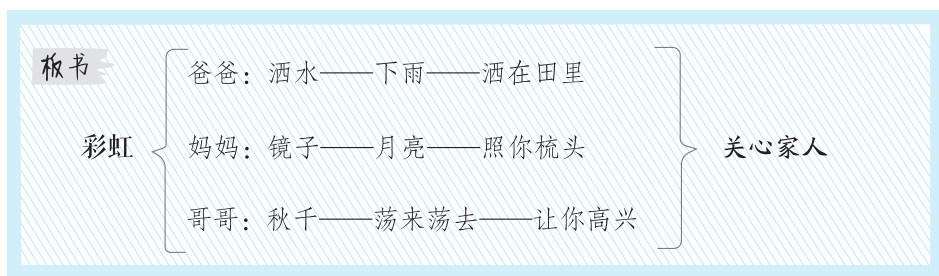 板书
爸爸：洒水——下雨——洒在田里
彩虹
妈妈：镜子——月亮——照你梳头
关心家人
哥哥：秋千——荡来荡去——让你高兴